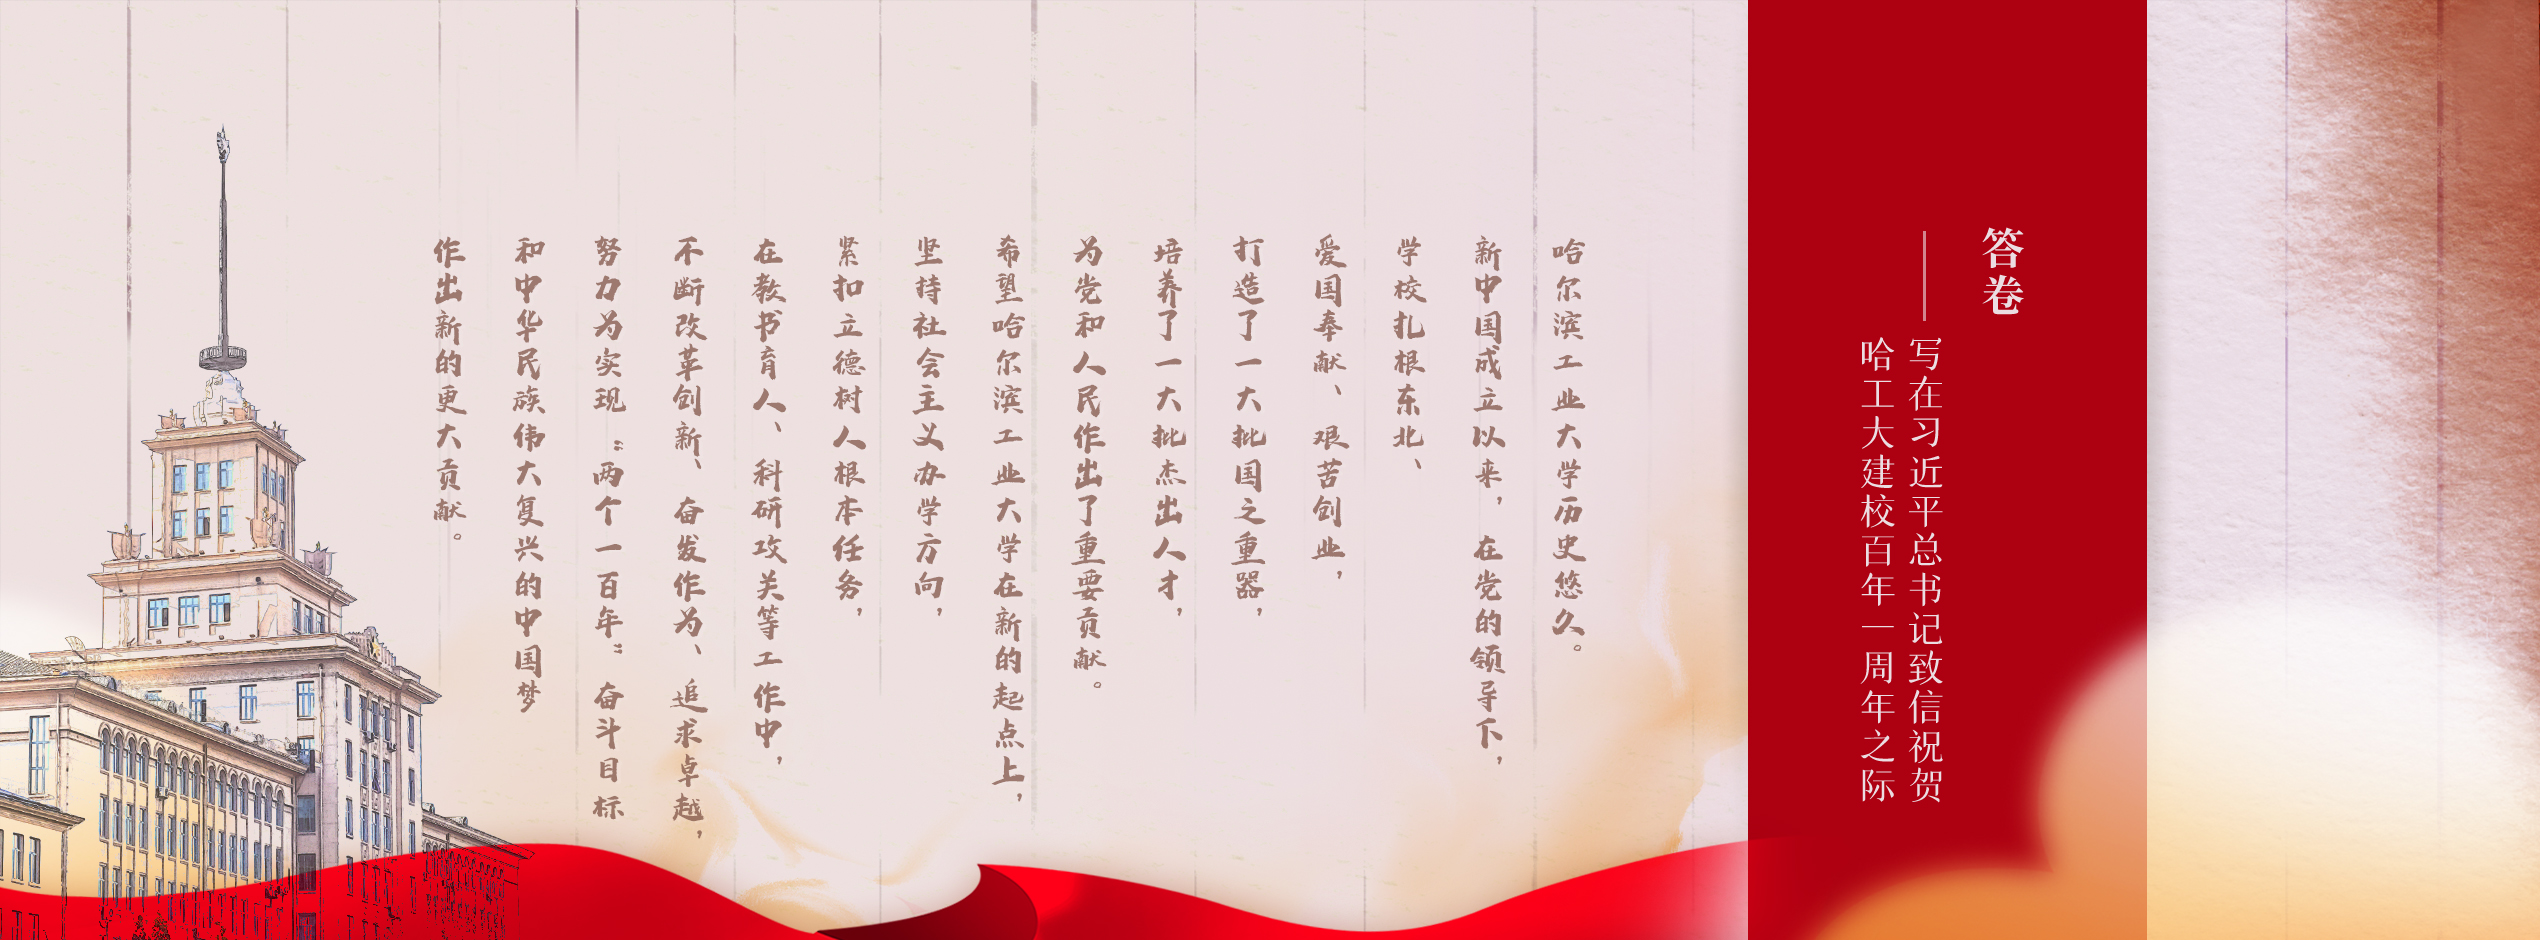 答卷
——写在习近平总书记致信祝贺
哈工大建校百年一周年之际
哈尔滨工业大学历史悠久。
新中国成立以来，在党的领导下，
学校扎根东北、
爱国奉献、艰苦创业，
打造了一大批国之重器，
培养了一大批杰出人才，
为党和人民作出了重要贡献。
希望哈尔滨工业大学在新的起点上，
坚持社会主义办学方向，
紧扣立德树人根本任务，
在教书育人、科研攻关等工作中，
不断改革创新、奋发作为、追求卓越，
努力为实现“两个一百年”奋斗目标
和中华民族伟大复兴的中国梦
作出新的更大贡献。